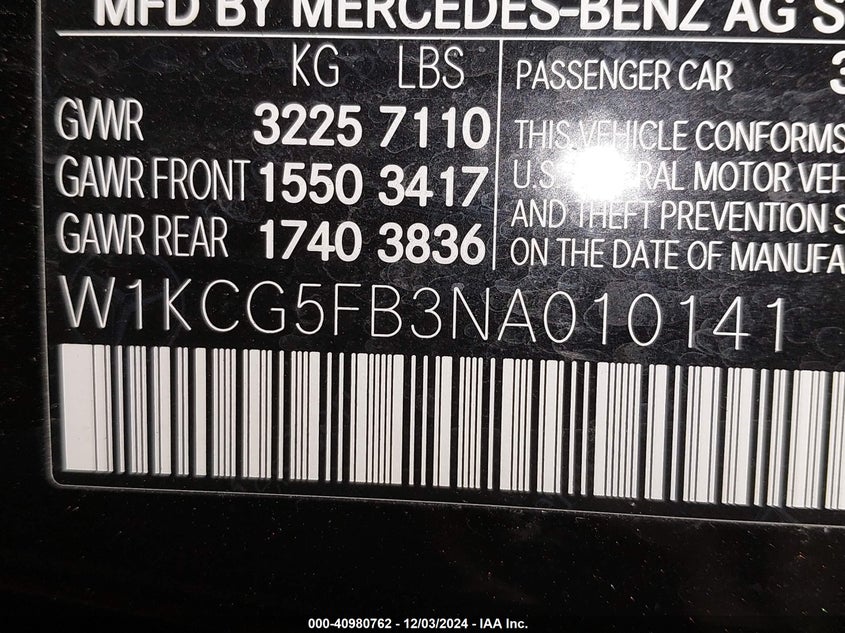 MFD BY MERCEDES-BENZ AG S
KG LBS
GVWR 3225 7110
GAWR FRONT 1550 3417
GAWR REAR 1740 3836
PASSENGER CAR
THIS VEHICLE CONFORMS
U.S. MOTOR VEH
AND THEFT PREVENTION S
ON THE DATE OF MANUFA
W1KCG5FB3NA010141
000-40980762 - 12/03/2024 - IAA Inc.